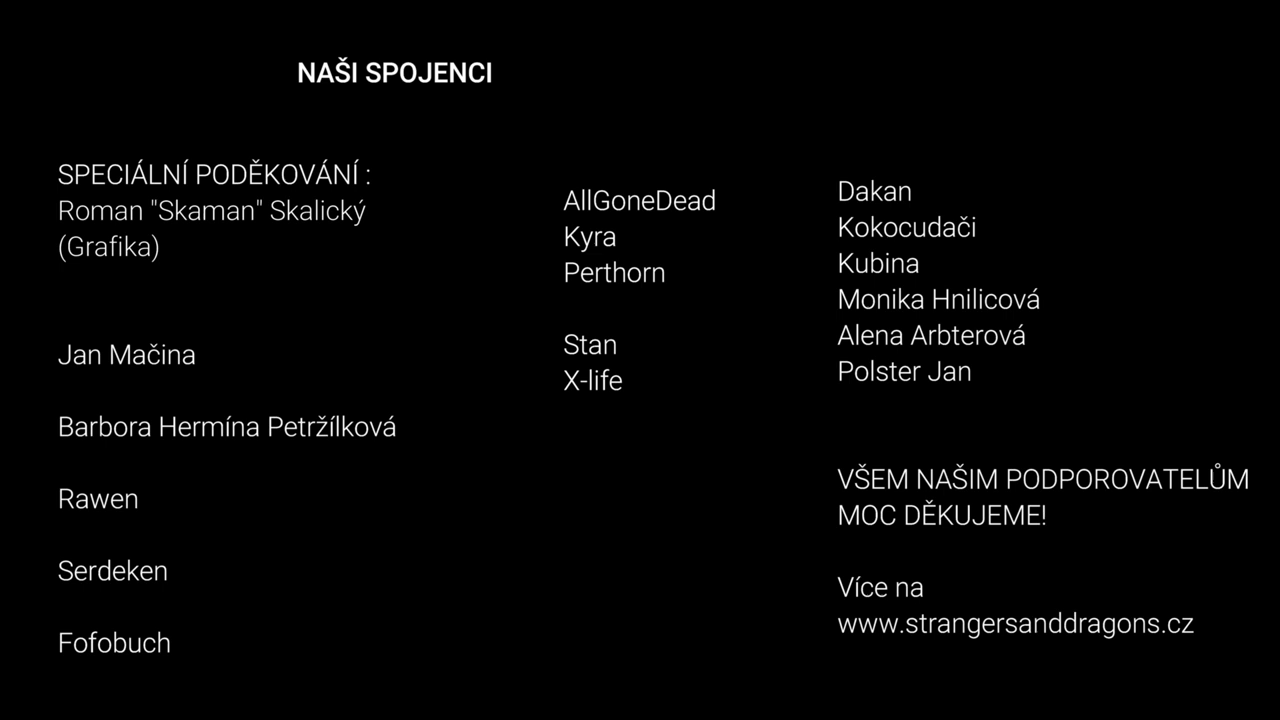 NAŠI SPOJENCI
SPECIÁLNÍ PODĚKOVÁNÍ :
Roman "Skaman" Skalický
(Grafika)
Jan Mačina
Barbora Hermína Petržílková
Rawen
Serdeken
Fofobuch
AllGoneDead
Kyra
Perthorn
Stan
X-life
Dakan
Kokocudači
Kubina
Monika Hnilicová
Alena Arbterová
Polster Jan
VŠEM NAŠIM PODPOROVATELŮM
MOC DĚKUJEME!
Více na
www.strangersanddragons.cz